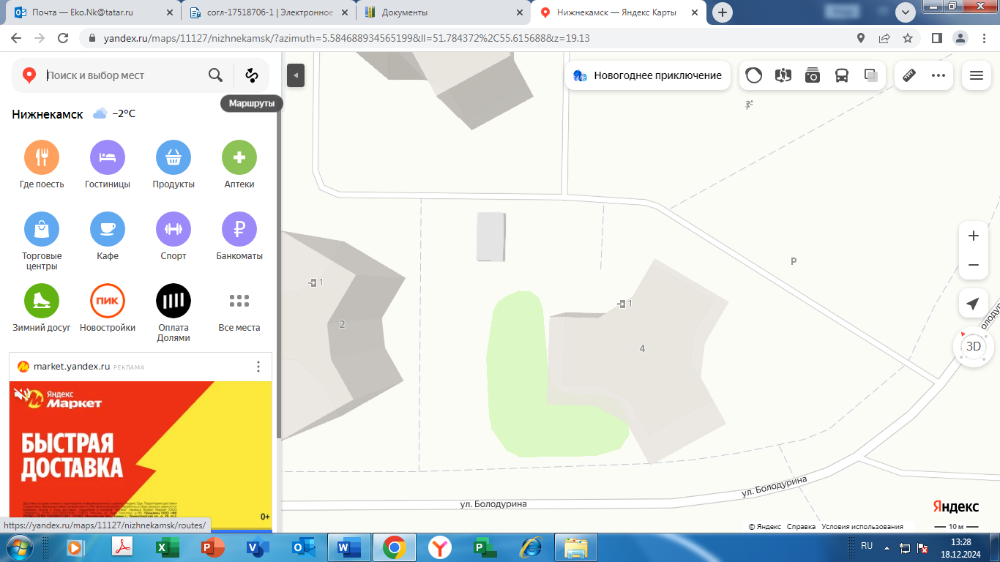 Почта — Eko.Nk@tatar.ru
согл-17518706-1 | Электронное
Документы
Нижнекамск — Яндекс Карты
yandex.ru/maps/11127/nizhnekamsk/?azimuth=5.584688934565199&ll=51.784372%2C55.615688&z=19.13
Поиск и выбор мест
Маршруты
Новогоднее приключение
Нижнекамск
−2°C
Где поесть
Гостиницы
Продукты
Аптеки
Торговые центры
Кафе
Спорт
Банкоматы
ПИК
Зимний досуг
Новостройки
Оплата Долями
Все места
market.yandex.ru РЕКЛАМА
Яндекс
Маркет
БЫСТРАЯ
ДОСТАВКА
0+
https://yandex.ru/maps/11127/nizhnekamsk/routes/
1
2
1
4
P
3D
ул. Болодурина
ул. Болодурина
Яндекс
© Яндекс Справка Условия использования
10 м
RU
13:28
18.12.2024